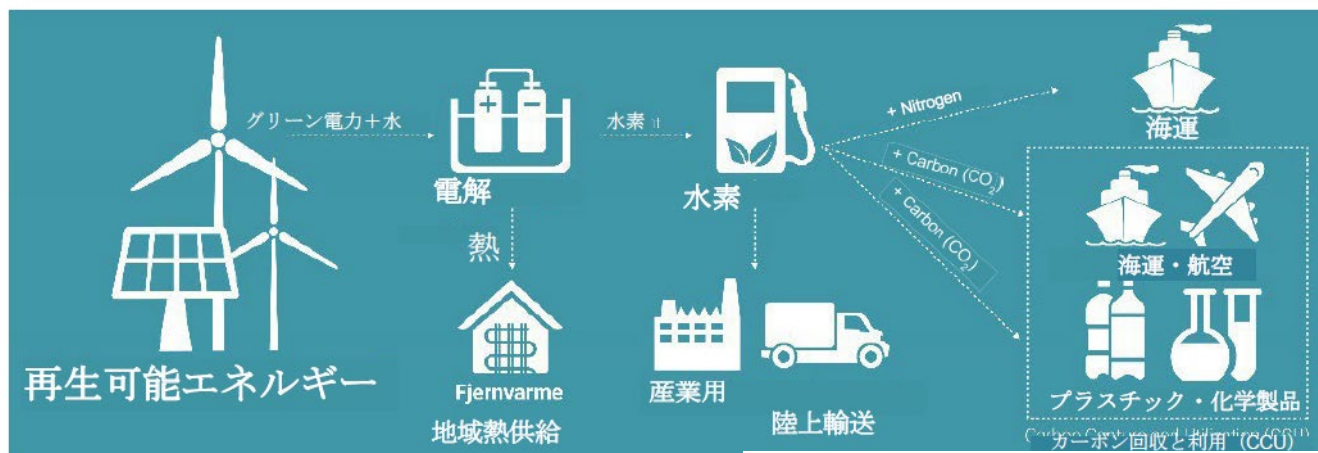 グリーン電力＋水
水素
+ Nitrogen
海運
+ Carbon (CO₂)
+ Carbon (CO₂)
電解
水素
熱
海運・航空
再生可能エネルギー
Fjernvarme
地域熱供給
産業用
陸上輸送
プラスチック・化学製品
カーボン回収と利用（CCU）